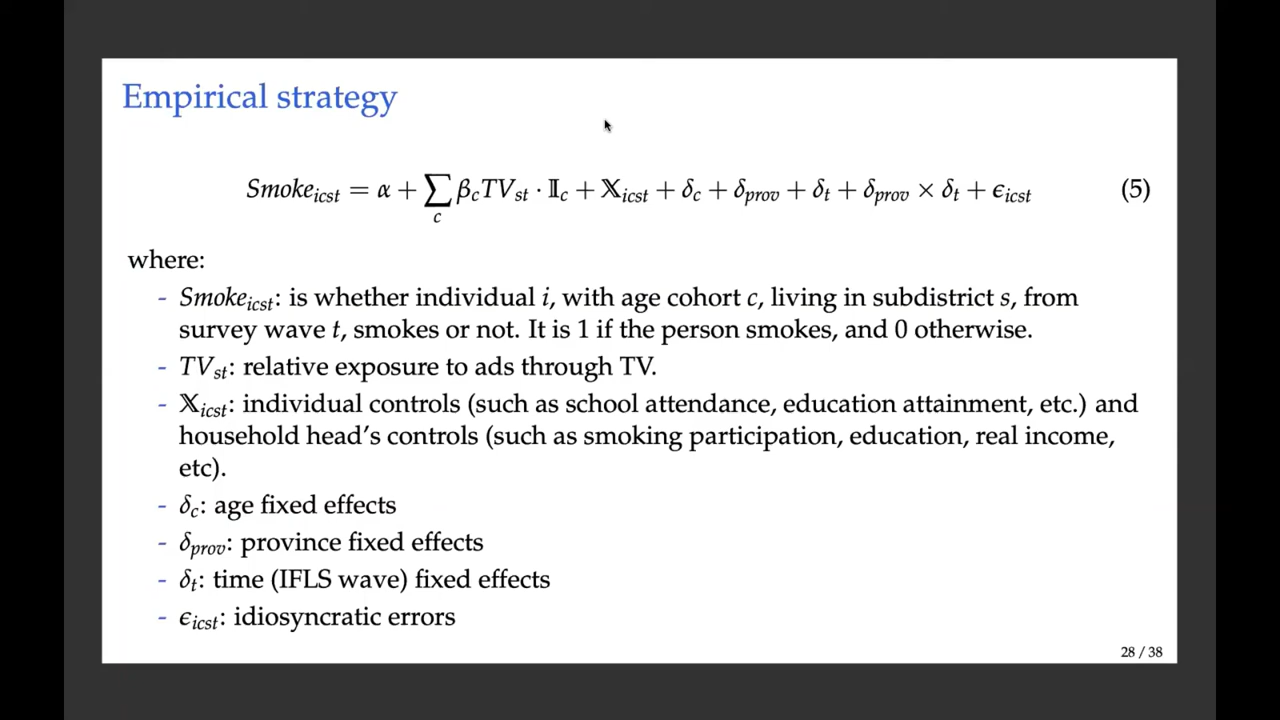 Empirical strategy
Smoke_icst = α + ∑_c β_c TV_st · 𝕀_c + 𝕏_icst + δ_c + δ_prov + δ_t + δ_prov × δ_t + ϵ_icst (5)
where:
- Smoke_icst: is whether individual i, with age cohort c, living in subdistrict s, from
survey wave t, smokes or not. It is 1 if the person smokes, and 0 otherwise.
- TV_st: relative exposure to ads through TV.
- 𝕏_icst: individual controls (such as school attendance, education attainment, etc.) and
household head's controls (such as smoking participation, education, real income,
etc).
- δ_c: age fixed effects
- δ_prov: province fixed effects
- δ_t: time (IFLS wave) fixed effects
- ϵ_icst: idiosyncratic errors
28 / 38